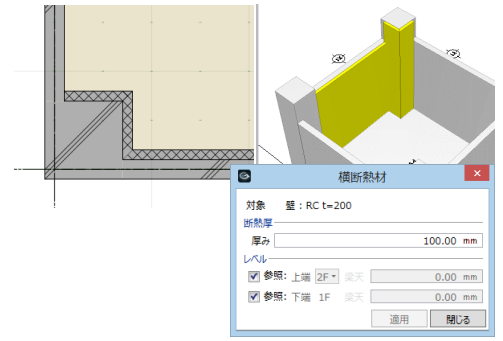 横断熱材
対象 壁：RC t=200
断熱厚
厚み 100.00 mm
レベル
参照: 上端 2F 梁天 0.00 mm
参照: 下端 1F 梁天 0.00 mm
適用 閉じる